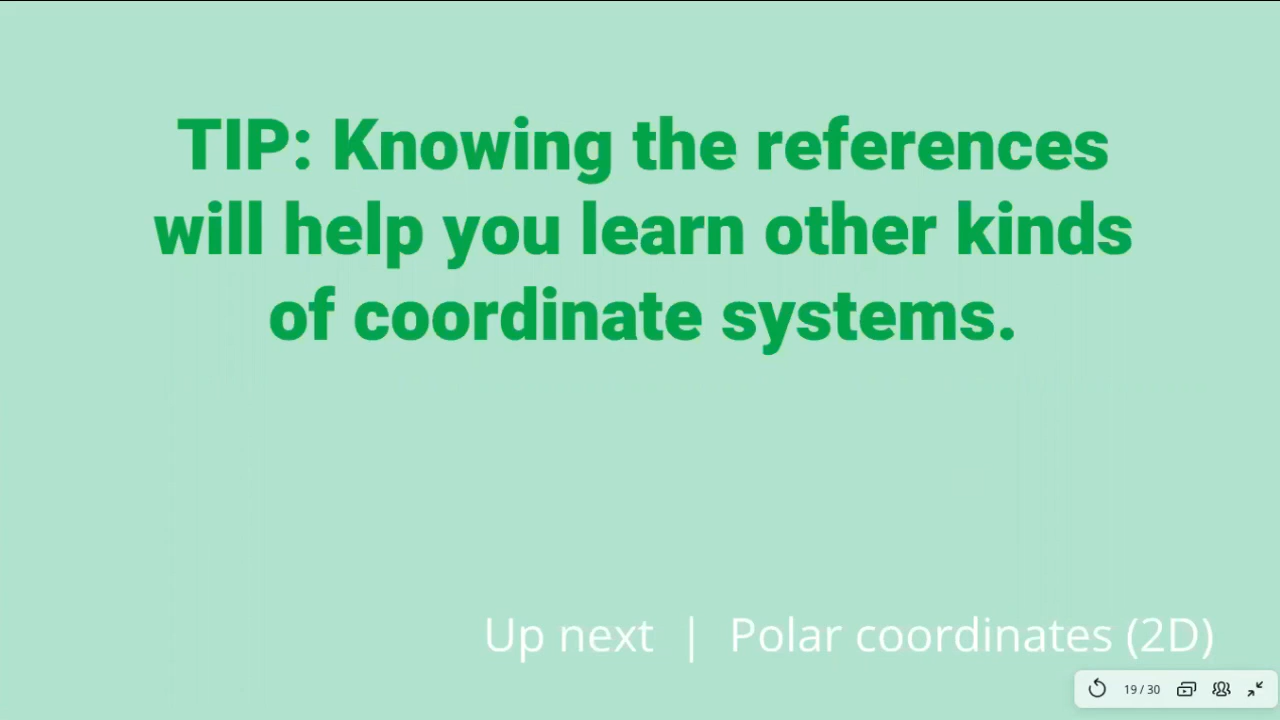 TIP: Knowing the references
will help you learn other kinds
of coordinate systems.
Up next | Polar coordinates (2D)
19 / 30